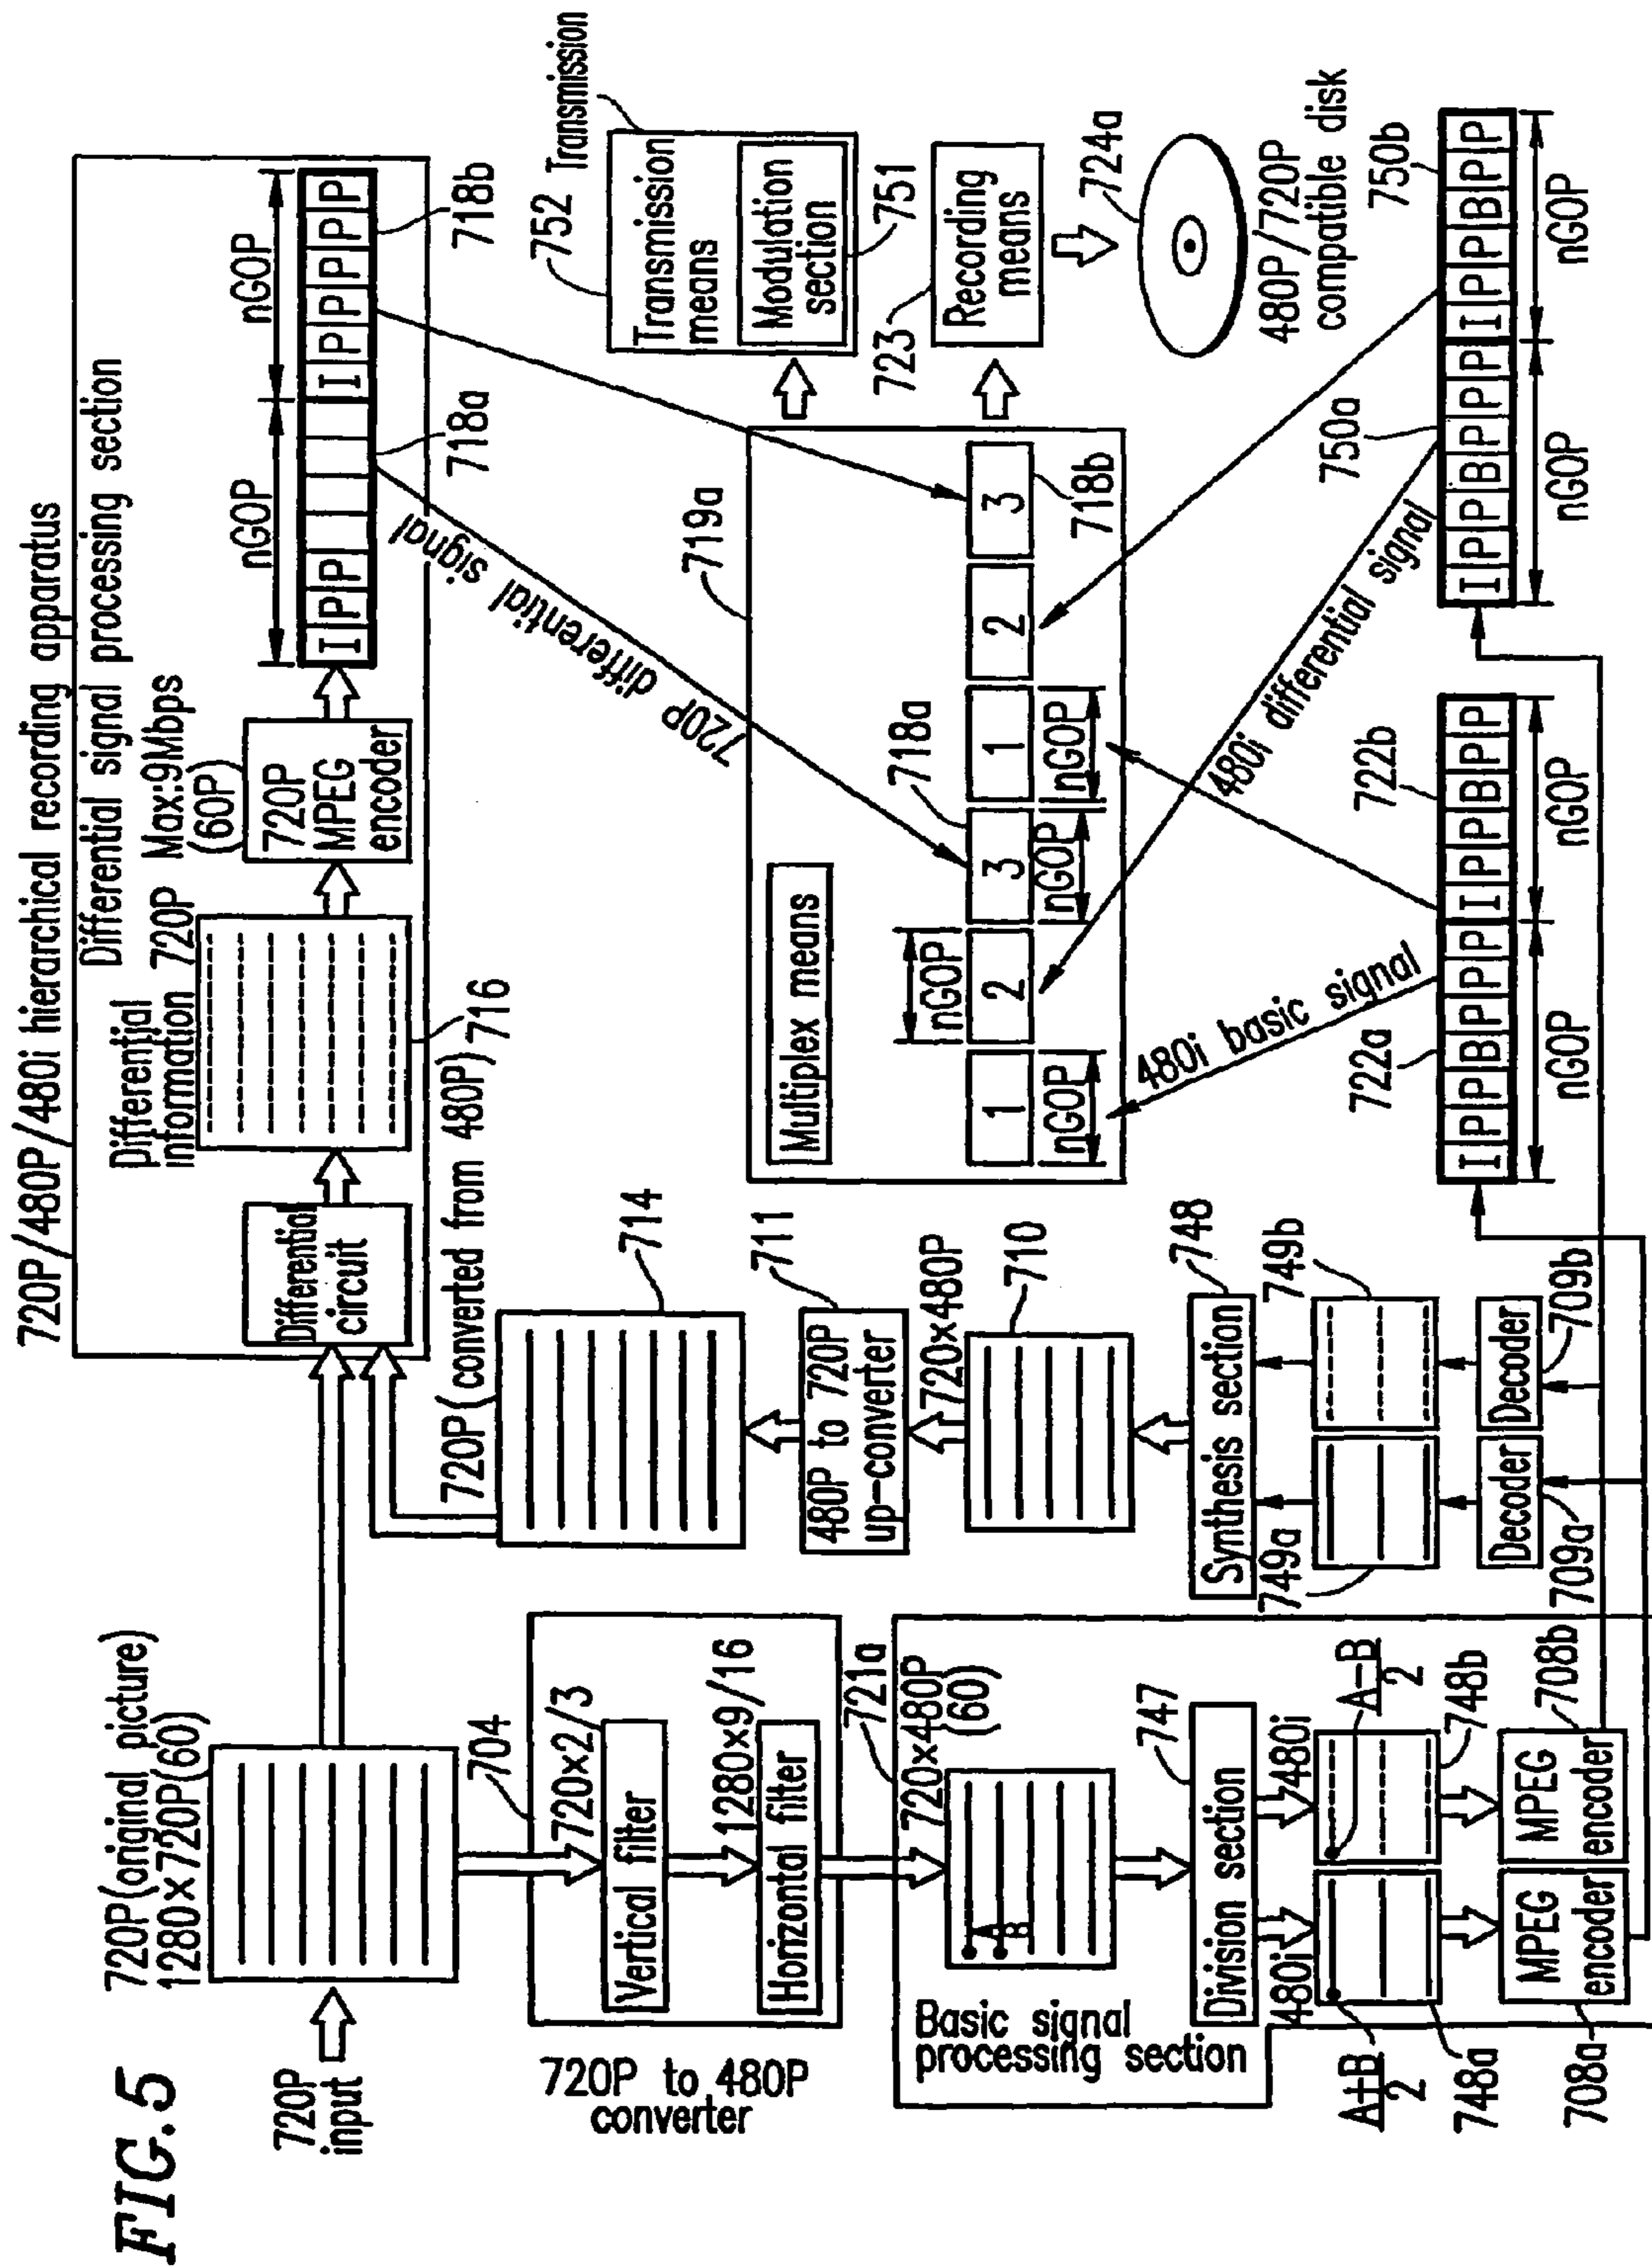 FIG.5
720P/480P/480i hierarchical recording apparatus
Differential signal processing section
720P
input
720P(original picture)
1280×720P(60)
Differential
circuit
Differential
information 720P
716
Max:9Mbps
(60P)
720P
MPEG
encoder
nGOP
nGOP
I P P
I P P P P P
718a
718b
720P differential signal
704
720×2/3
Vertical filter
1280×9/16
Horizontal filter
720P to 480P
converter
720P(converted from 480P)
714
711
480P to 720P
up-converter
720×480P
710
748
Synthesis section
749a
749b
Decoder
Decoder
709a
709b
721a
720×480P
(60)
A
B
Basic signal
processing section
747
Division section
480i
480i
A+B
2
A-B
2
748a
748b
MPEG
encoder
MPEG
encoder
708a
708b
719a
Multiplex means
718a
718b
1 2 3 1 2 3
nGOP
nGOP
nGOP
nGOP
480i basic signal
480i differential signal
722a
722b
I P P B P P P I P P B P P
nGOP
nGOP
750a
750b
I P P B P P P I P P B P P
nGOP
nGOP
752
Transmission
Transmission
means
Modulation
section
751
723
Recording
means
724a
480P/720P
compatible disk